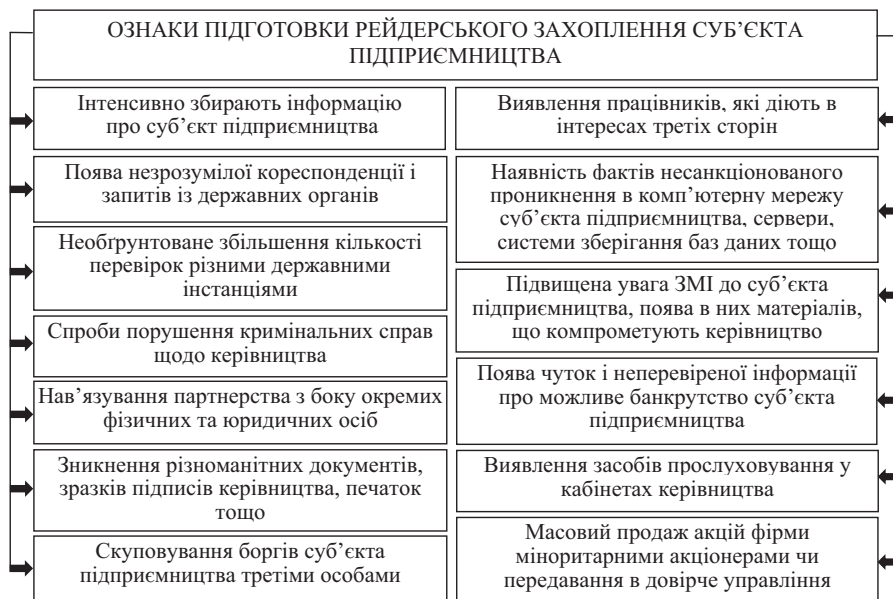 ОЗНАКИ ПІДГОТОВКИ РЕЙДЕРСЬКОГО ЗАХОПЛЕННЯ СУБ’ЄКТА
ПІДПРИЄМНИЦТВА
Інтенсивно збирають інформацію
про суб’єкт підприємництва
Поява незрозумілої кореспонденції і
запитів із державних органів
Необґрунтоване збільшення кількості
перевірок різними державними
інстанціями
Спроби порушення кримінальних справ
щодо керівництва
Нав’язування партнерства з боку окремих
фізичних та юридичних осіб
Зникнення різноманітних документів,
зразків підписів керівництва, печаток
тощо
Скуповування боргів суб’єкта
підприємництва третіми особами
Виявлення працівників, які діють в
інтересах третіх сторін
Наявність фактів несанкціонованого
проникнення в комп’ютерну мережу
суб’єкта підприємництва, сервери,
системи зберігання баз даних тощо
Підвищена увага ЗМІ до суб’єкта
підприємництва, поява в них матеріалів,
що компрометують керівництво
Поява чуток і неперевіреної інформації
про можливе банкрутство суб’єкта
підприємництва
Виявлення засобів прослуховування у
кабінетах керівництва
Масовий продаж акцій фірми
міноритарними акціонерами чи
передавання в довірче управління